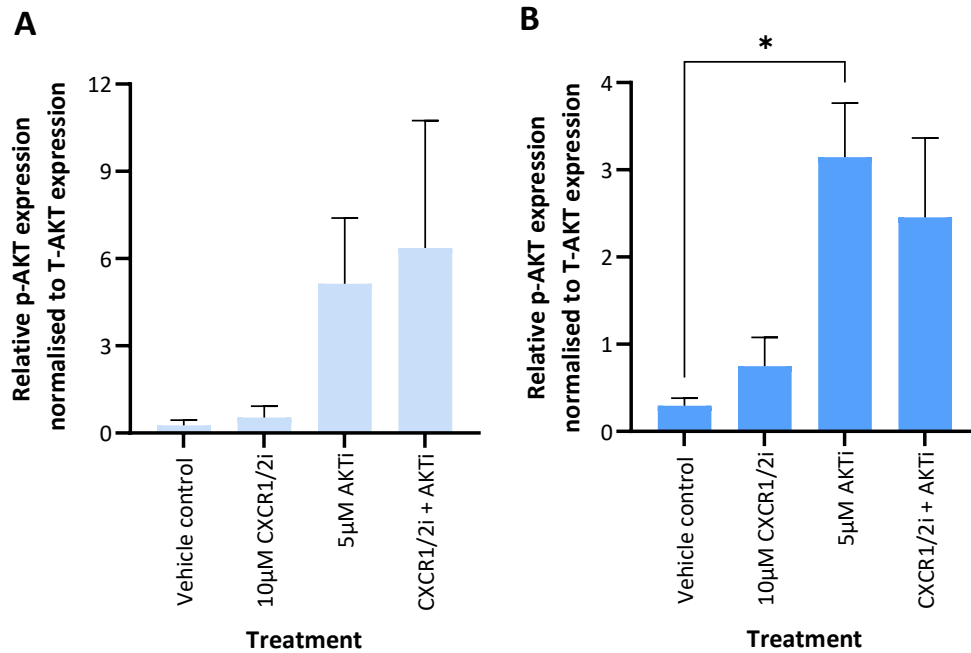 A
Relative p-AKT expression
normalised to T-AKT expression
12
9
6
3
0
Vehicle control
10µM CXCR1/2i
5µM AKTi
CXCR1/2i + AKTi
Treatment
B
*
Relative p-AKT expression
normalised to T-AKT expression
4
3
2
1
0
Vehicle control
10µM CXCR1/2i
5µM AKTi
CXCR1/2i + AKTi
Treatment